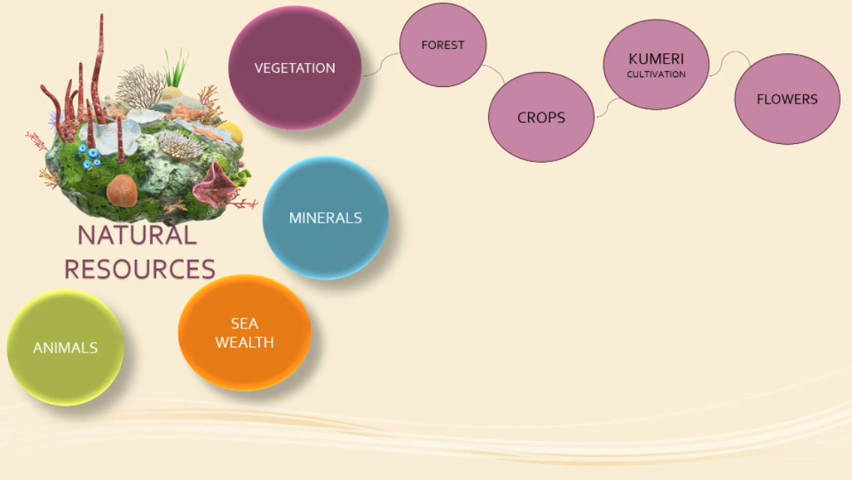 VEGETATION
FOREST
CROPS
KUMERI
CULTIVATION
FLOWERS
MINERALS
NATURAL
RESOURCES
SEA
WEALTH
ANIMALS